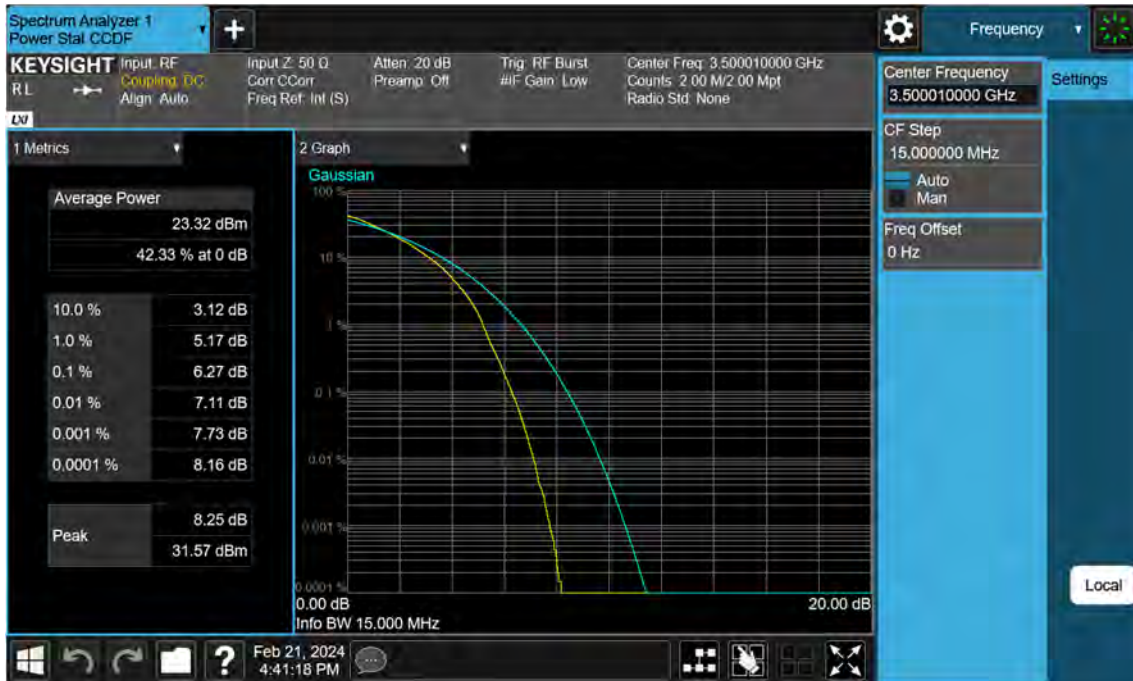 Spectrum Analyzer 1
Power Stat CCDF
+
Frequency
KEYSIGHT
RL
LXI
Input: RF
Coupling: DC
Align: Auto
Input Z: 50 Ω
Corr CCorr
Freq Ref: Int (S)
Atten: 20 dB
Preamp: Off
Trig: RF Burst
#IF Gain: Low
Center Freq: 3.500010000 GHz
Counts: 2.00 M/2.00 Mpt
Radio Std: None
Center Frequency
3.500010000 GHz
Settings
CF Step
15.000000 MHz
Auto
Man
Freq Offset
0 Hz
1 Metrics
Average Power
23.32 dBm
42.33 % at 0 dB
10.0 % 3.12 dB
1.0 % 5.17 dB
0.1 % 6.27 dB
0.01 % 7.11 dB
0.001 % 7.73 dB
0.0001 % 8.16 dB
Peak
8.25 dB
31.57 dBm
2 Graph
Gaussian
100 %
10 %
1 %
0.1 %
0.01 %
0.001 %
0.0001 %
0.00 dB 20.00 dB
Info BW 15.000 MHz
Local
?
Feb 21, 2024
4:41:18 PM